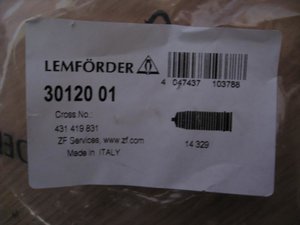 LEMFÖRDER
4 047437 103788
30120 01
Cross.No.:
431 419 831
ZF Services, www.zf.com
14 329
Made in ITALY